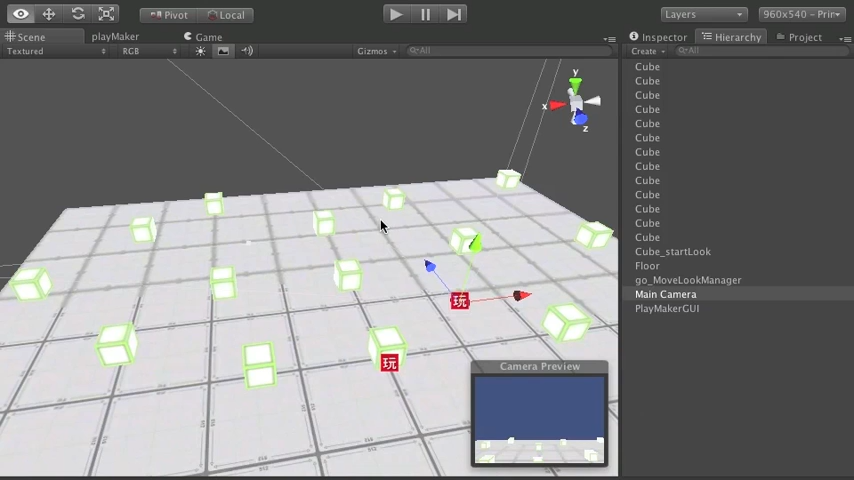 Pivot Local Layers 960x540 - Prin
Scene playMaker Game Inspector Hierarchy Project
Textured RGB Gizmos All Create All
Cube
Cube
Cube
Cube
Cube
Cube
Cube
Cube
Cube
Cube
Cube
Cube
Cube
Cube_startLook
Floor
go_MoveLookManager
Main Camera
PlayMakerGUI
y
x
z
玩
玩
Camera Preview